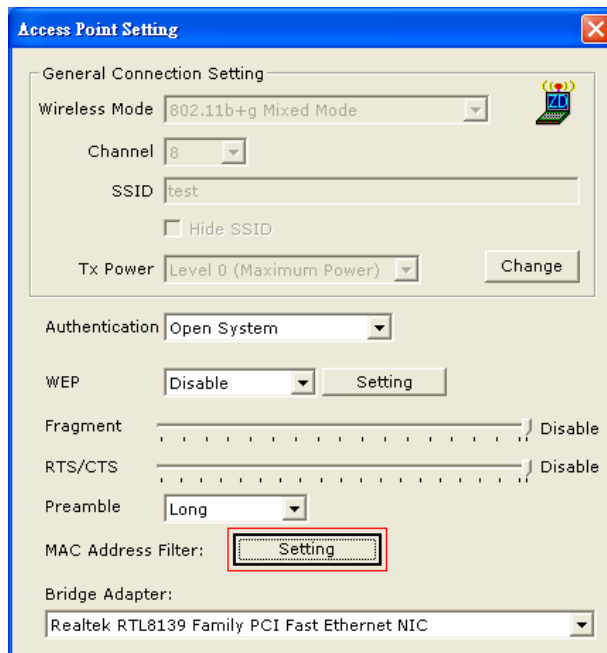 Access Point Setting
General Connection Setting
Wireless Mode 802.11b+g Mixed Mode
ZD
Channel 8
SSID test
Hide SSID
Tx Power Level 0 (Maximum Power) Change
Authentication Open System
WEP Disable Setting
Fragment Disable
RTS/CTS Disable
Preamble Long
MAC Address Filter: Setting
Bridge Adapter:
Realtek RTL8139 Family PCI Fast Ethernet NIC